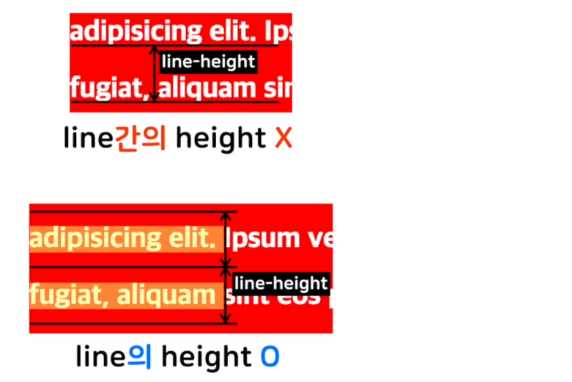 adipisicing elit. Ips
line-height
fugiat, aliquam sin
line간의 height X
adipisicing elit. Ipsum ve
line-height
fugiat, aliquam sint eos
line의 height O